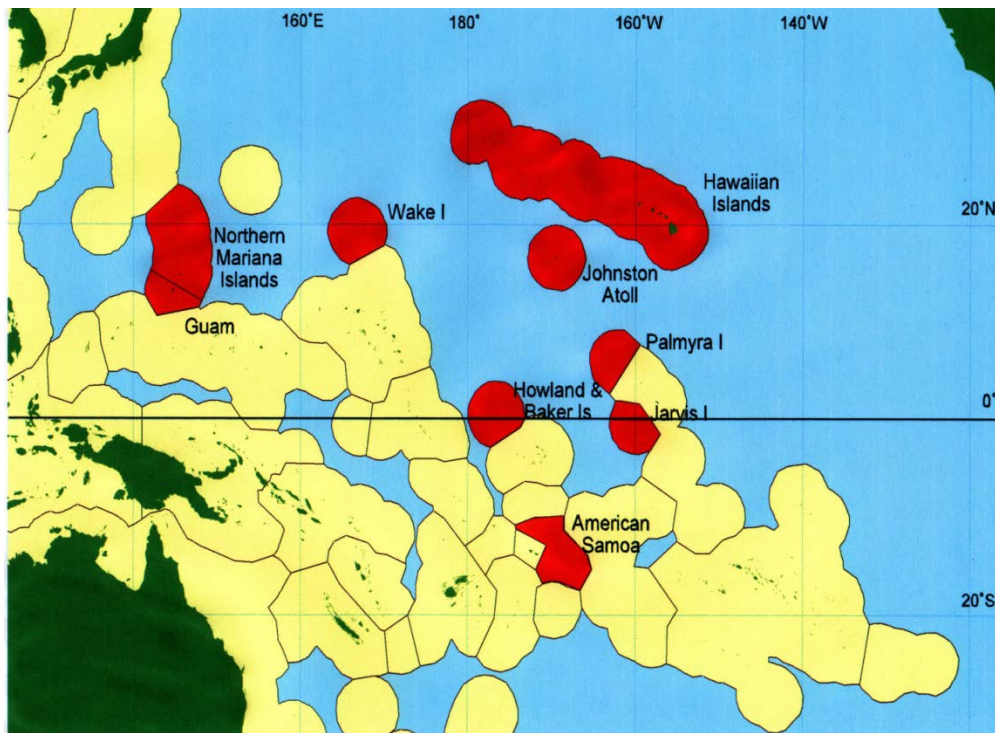 160°E
180°
160°W
140°W
Hawaiian
Islands
20°N
Wake I
Northern
Mariana
Islands
Johnston
Atoll
Guam
Palmyra I
Howland &
Baker Is
0°
Jarvis I
American
Samoa
20°S